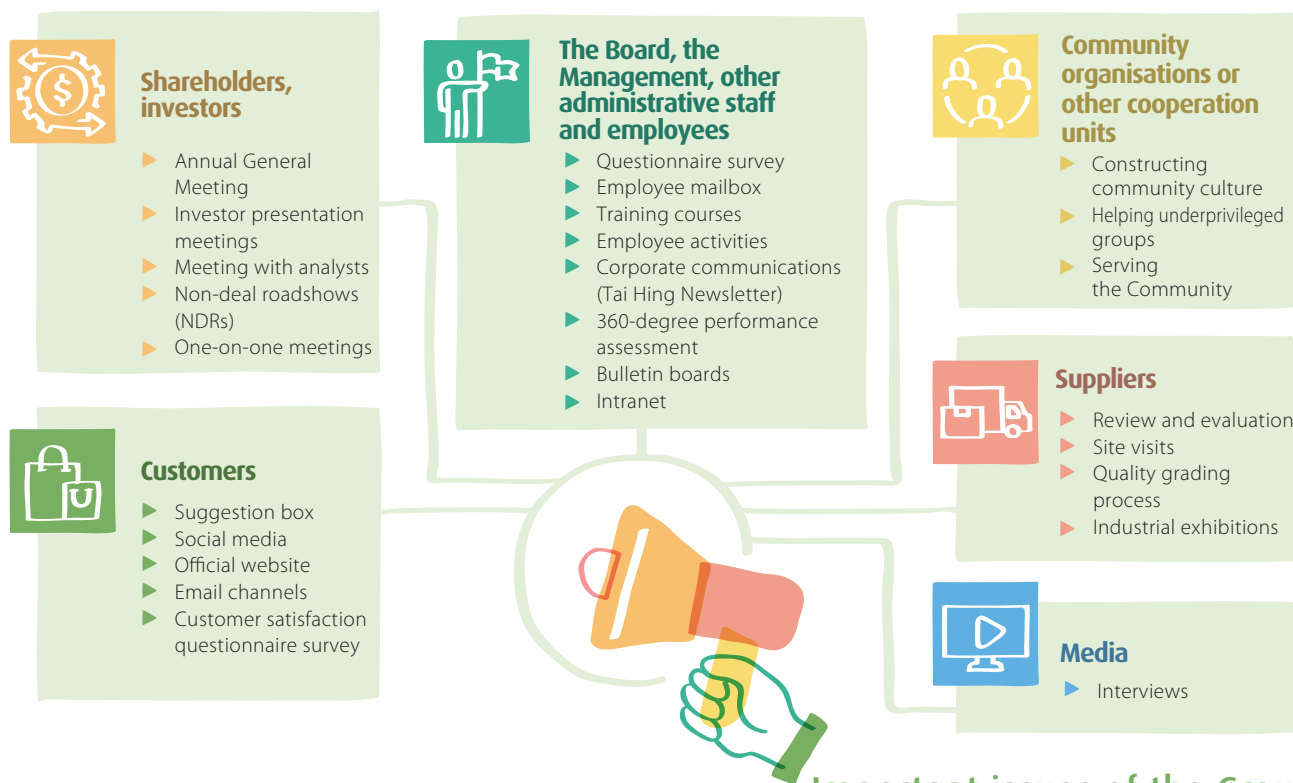 Shareholders,
investors
Annual General
Meeting
Investor presentation
meetings
Meeting with analysts
Non-deal roadshows
(NDRs)
One-on-one meetings
The Board, the
Management, other
administrative staff
and employees
Questionnaire survey
Employee mailbox
Training courses
Employee activities
Corporate communications
(Tai Hing Newsletter)
360-degree performance
assessment
Bulletin boards
Intranet
Community
organisations or
other cooperation
units
Constructing
community culture
Helping underprivileged
groups
Serving
the Community
Customers
Suggestion box
Social media
Official website
Email channels
Customer satisfaction
questionnaire survey
Suppliers
Review and evaluation
Site visits
Quality grading
process
Industrial exhibitions
Media
Interviews
Important issues of the